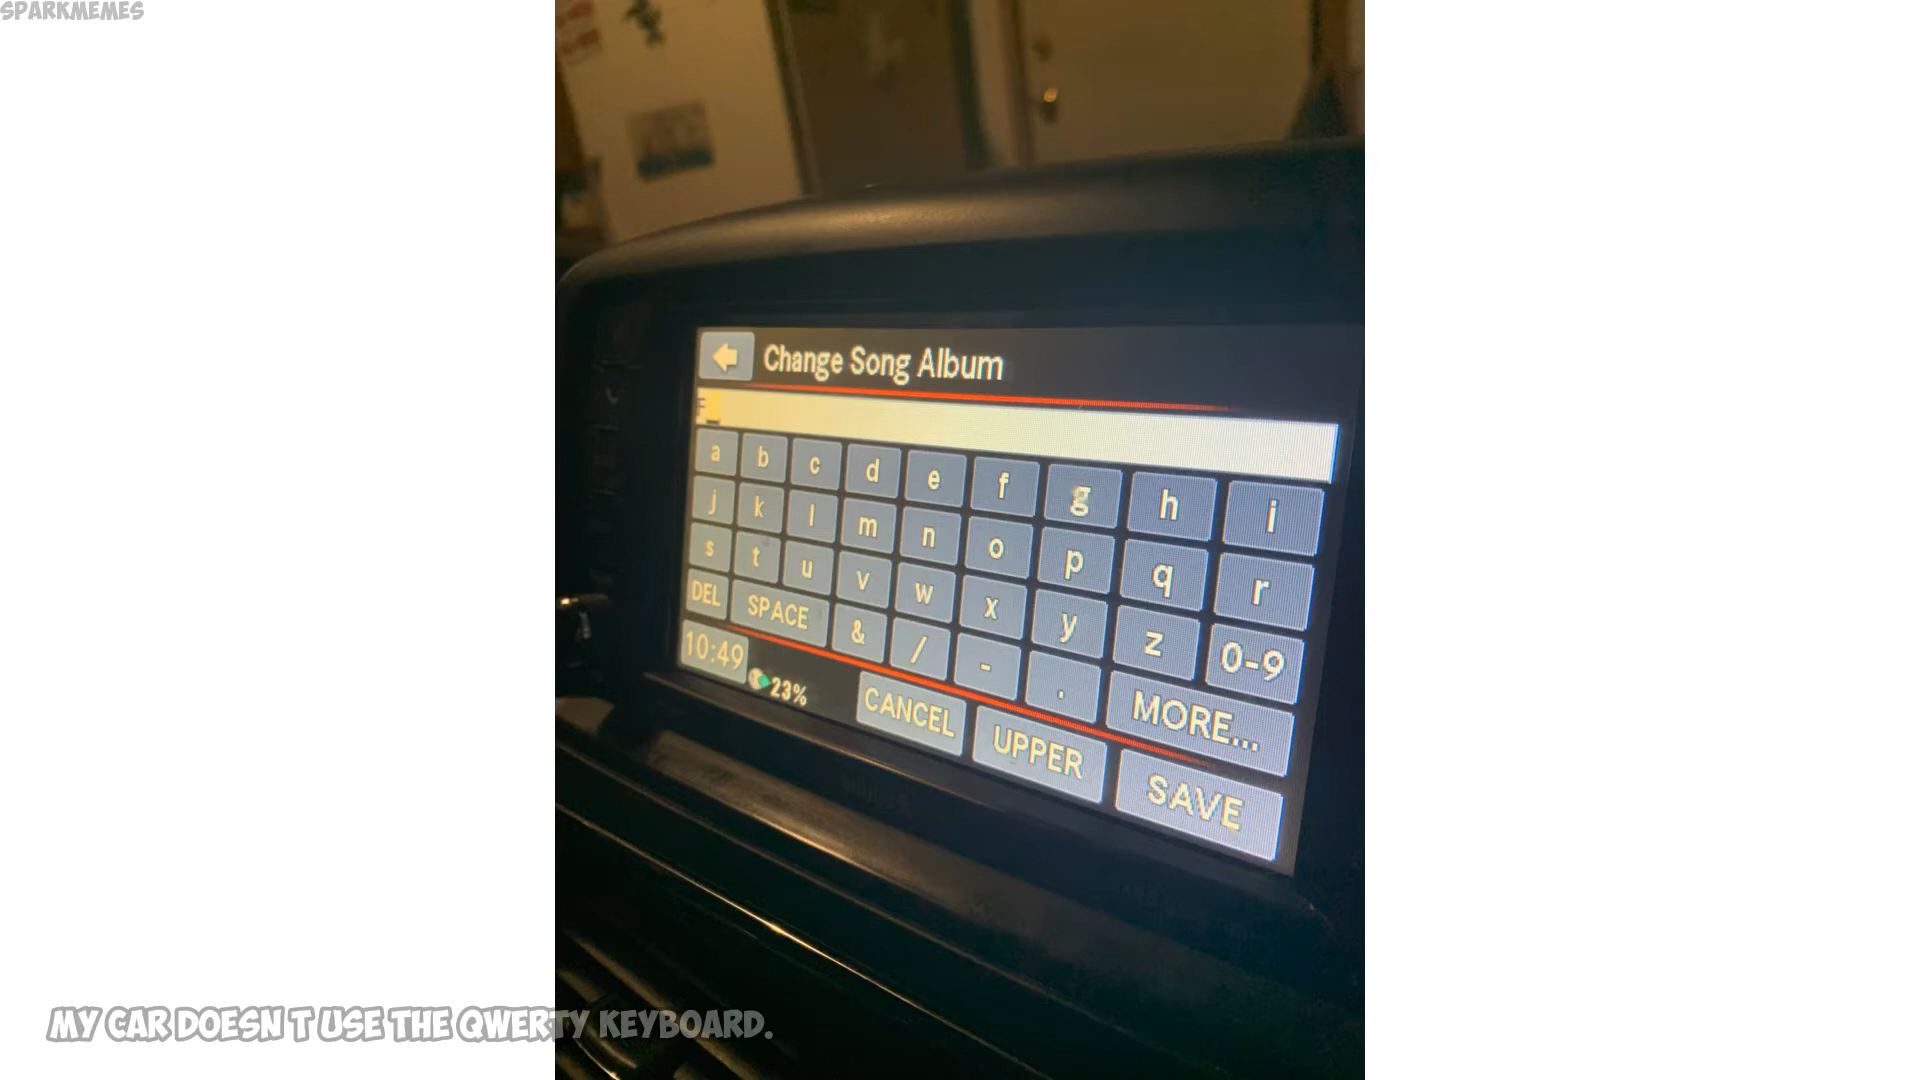 SPARKMEMES
Change Song Album
F_
a b c d e f g h i
j k l m n o p q r
s t u v w x y z 0-9
DEL SPACE & / - . MORE...
10:49 23% CANCEL UPPER SAVE
MY CAR DOESN T USE THE QWERTY KEYBOARD.